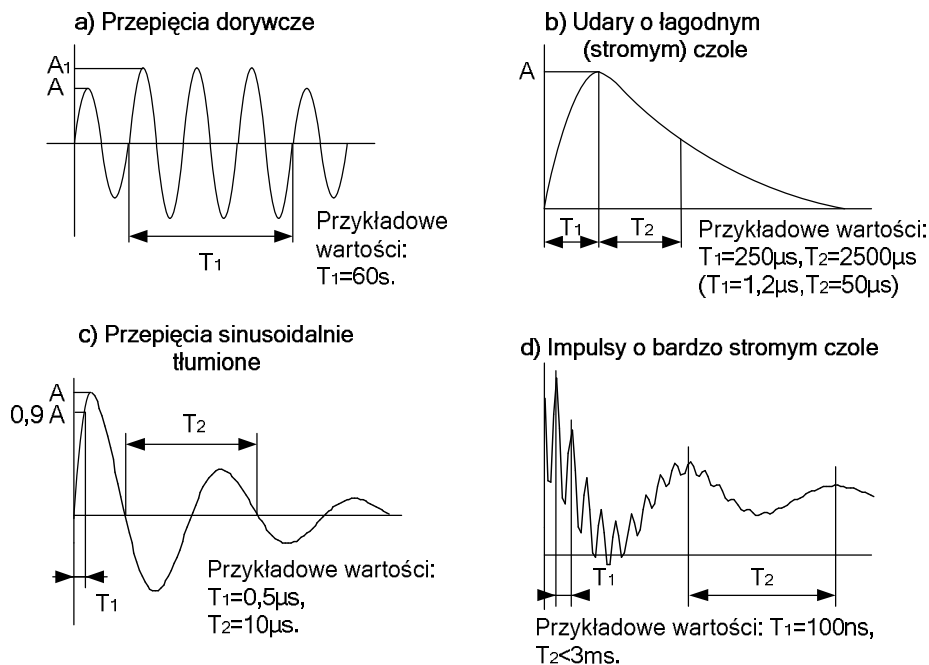 a) Przepięcia dorywcze
A1
A
T1
Przykładowe
wartości:
T1=60s.
b) Udary o łagodnym
(stromym) czole
A
T1
T2
Przykładowe wartości:
T1=250µs,T2=2500µs
(T1=1,2µs,T2=50µs)
c) Przepięcia sinusoidalnie
tłumione
A
0,9 A
T2
T1
Przykładowe wartości:
T1=0,5µs,
T2=10µs.
d) Impulsy o bardzo stromym czole
T1
T2
Przykładowe wartości: T1=100ns,
T2<3ms.